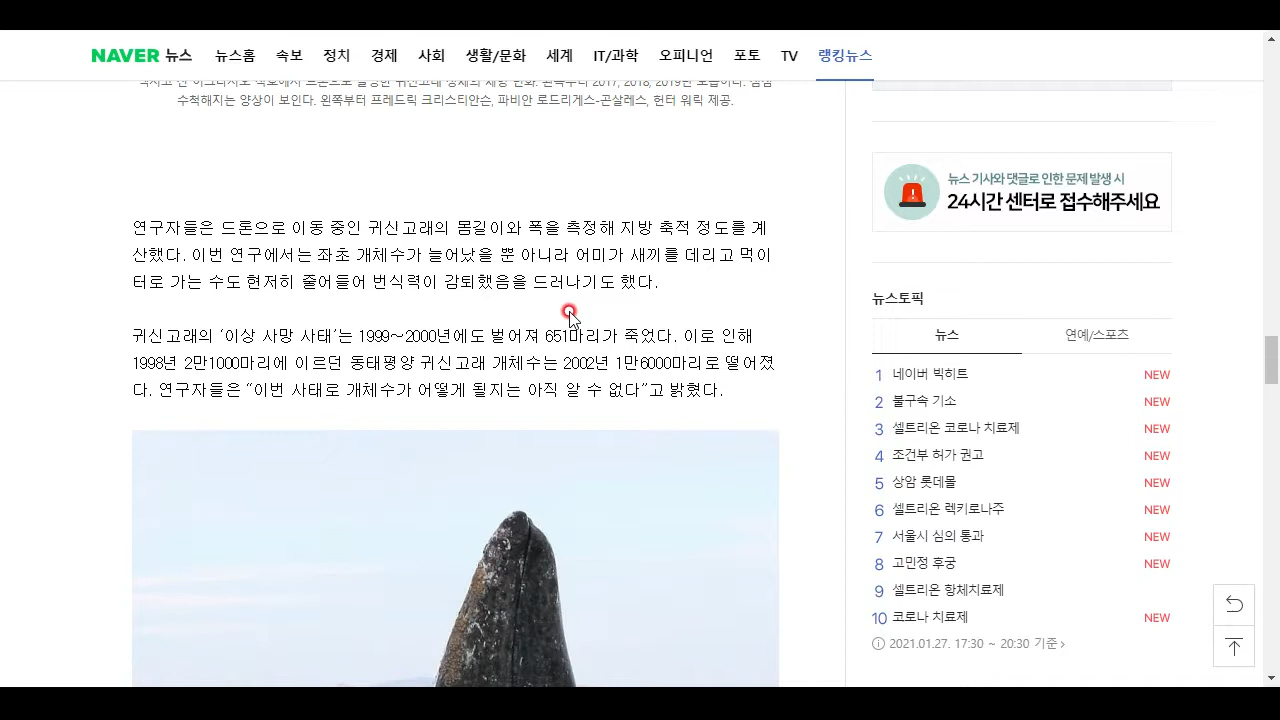 NAVER 뉴스 뉴스홈 속보 정치 경제 사회 생활/문화 세계 IT/과학 오피니언 포토 TV 랭킹뉴스
수척해지는 양상이 보인다. 왼쪽부터 프레드릭 크리스티안슨, 파비안 로드리게스-곤살레스, 헌터 워릭 제공.
연구자들은 드론으로 이동 중인 귀신고래의 몸길이와 폭을 측정해 지방 축적 정도를 계
산했다. 이번 연구에서는 좌초 개체수가 늘어났을 뿐 아니라 어미가 새끼를 데리고 먹이
터로 가는 수도 현저히 줄어들어 번식력이 감퇴했음을 드러나기도 했다.
귀신고래의 ‘이상 사망 사태’는 1999~2000년에도 벌어져 651마리가 죽었다. 이로 인해
1998년 2만1000마리에 이르던 동태평양 귀신고래 개체수는 2002년 1만6000마리로 떨어졌
다. 연구자들은 “이번 사태로 개체수가 어떻게 될지는 아직 알 수 없다”고 밝혔다.
뉴스 기사와 댓글로 인한 문제 발생 시
24시간 센터로 접수해주세요
뉴스토픽
뉴스 연예/스포츠
1 네이버 빅히트 NEW
2 불구속 기소 NEW
3 셀트리온 코로나 치료제 NEW
4 조건부 허가 권고 NEW
5 상암 롯데몰 NEW
6 셀트리온 렉키로나주 NEW
7 서울시 심의 통과 NEW
8 고민정 후궁 NEW
9 셀트리온 항체치료제
10 코로나 치료제 NEW
2021.01.27. 17:30 ~ 20:30 기준